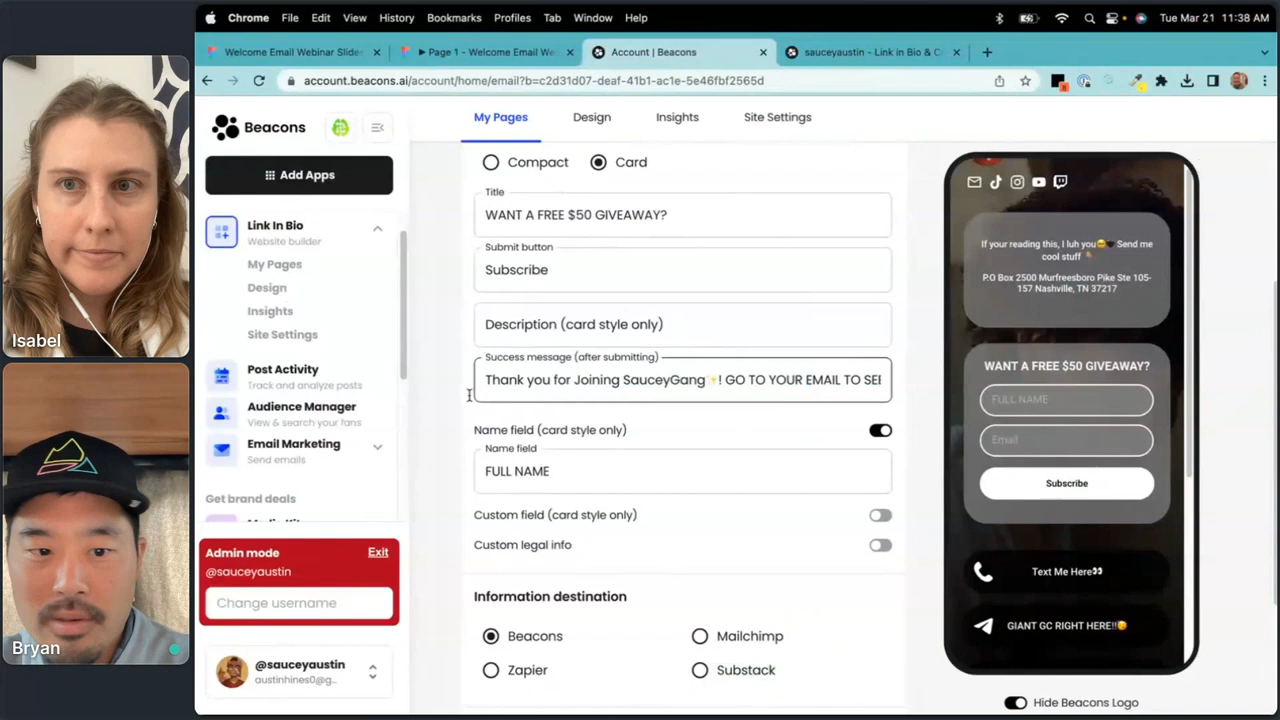 Chrome File Edit View History Bookmarks Profiles Tab Window Help
Tue Mar 21 11:38 AM
Welcome Email Webinar Slide
Page 1 - Welcome Email We
Account | Beacons
sauceyaustin - Link in Bio & C
account.beacons.ai/account/home/email?b=c2d31d07-deaf-41b1-ac1e-5e46fbf2565d
Beacons
Add Apps
Link In Bio
Website builder
My Pages
Design
Insights
Site Settings
Post Activity
Track and analyze posts
Audience Manager
View & search your fans
Email Marketing
Send emails
Get brand deals
Admin mode
Exit
@sauceyaustin
Change username
@sauceyaustin
austinhines0@g...
My Pages
Design
Insights
Site Settings
Compact
Card
Title
WANT A FREE $50 GIVEAWAY?
Submit button
Subscribe
Description (card style only)
Success message (after submitting)
Thank you for Joining SauceyGang✨! GO TO YOUR EMAIL TO SEE
Name field (card style only)
Name field
FULL NAME
Custom field (card style only)
Custom legal info
Information destination
Beacons
Mailchimp
Zapier
Substack
If your reading this, I luh you Send me
cool stuff
P.O Box 2500 Murfreesboro Pike Ste 105-
157 Nashville, TN 37217
WANT A FREE $50 GIVEAWAY?
FULL NAME
Email
Subscribe
Text Me Here👀
GIANT GC RIGHT HERE!!
Hide Beacons Logo
Isabel
Bryan